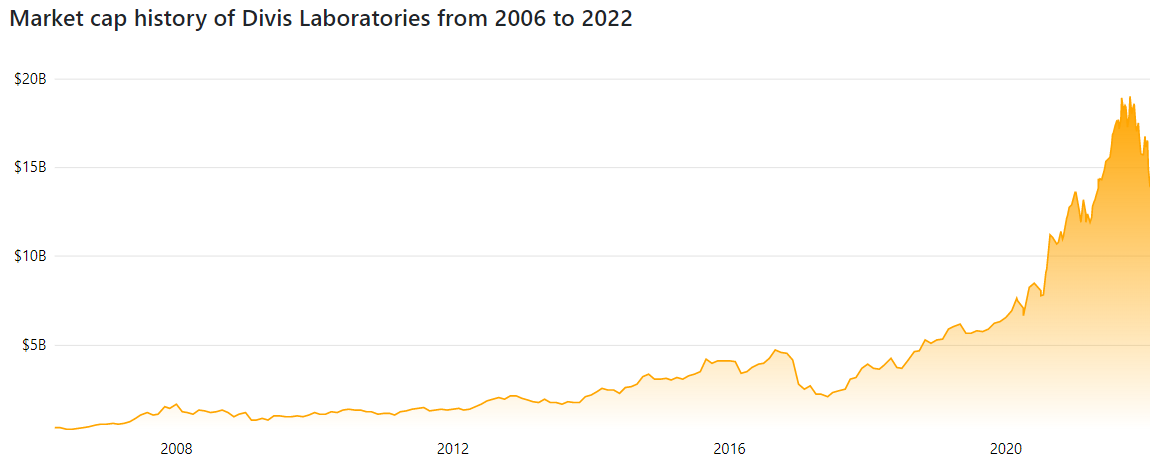 Market cap history of Divis Laboratories from 2006 to 2022
$20B
$15B
$10B
$5B
2008 2012 2016 2020